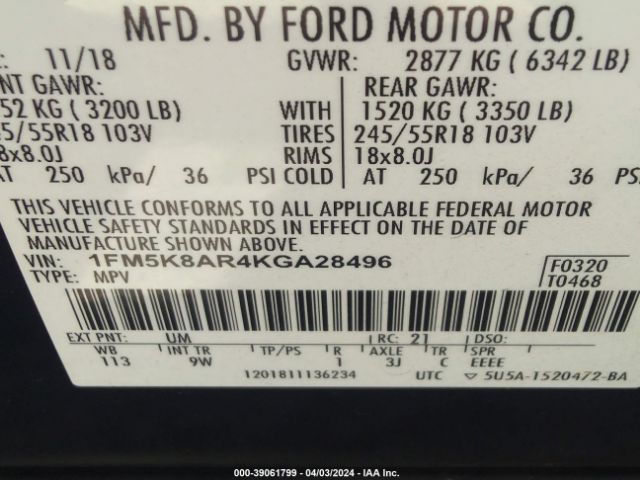 MFD. BY FORD MOTOR CO.
: 11/18 GVWR: 2877 KG ( 6342 LB)
NT GAWR: REAR GAWR:
52 KG ( 3200 LB) WITH 1520 KG ( 3350 LB)
5/55R18 103V TIRES 245/55R18 103V
8x8.0J RIMS 18x8.0J
AT 250 kPa/ 36 PSI COLD AT 250 kPa/ 36 PS
THIS VEHICLE CONFORMS TO ALL APPLICABLE FEDERAL MOTOR
VEHICLE SAFETY STANDARDS IN EFFECT ON THE DATE OF
MANUFACTURE SHOWN ABOVE.
VIN: 1FM5K8AR4KGA28496 F0320
TYPE: MPV T0468
EXT PNT: UM RC: 21 DSO:
WB INT TR TP/PS R AXLE TR SPR
113 9W 1 3J C EEEE
1201811136234 UTC ▽ 5U5A-1520472-BA
000-39061799 - 04/03/2024 - IAA Inc.